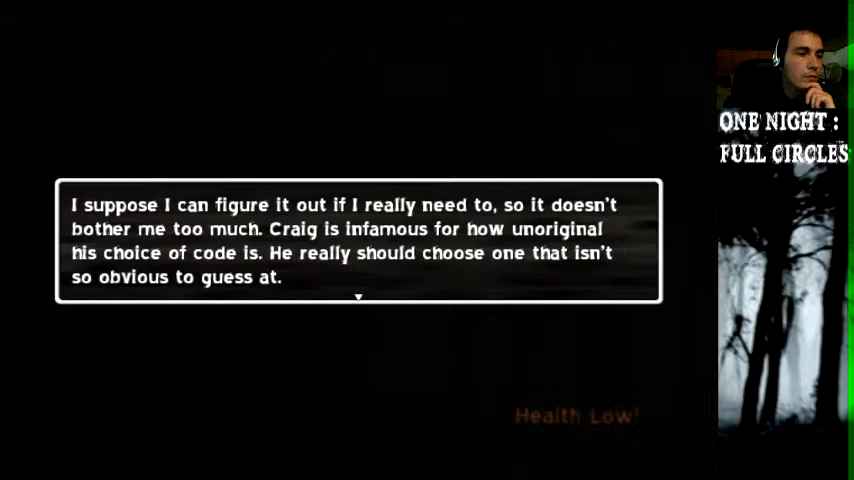 I suppose I can figure it out if I really need to, so it doesn't
bother me too much. Craig is infamous for how unoriginal
his choice of code is. He really should choose one that isn't
so obvious to guess at.
Health Low!
ONE NIGHT :
FULL CIRCLES